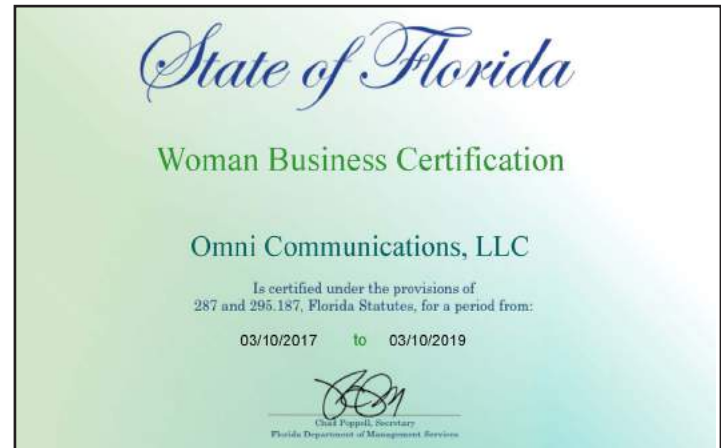 State of Florida
Woman Business Certification
Omni Communications, LLC
Is certified under the provisions of
287 and 295.187, Florida Statutes, for a period from:
03/10/2017 to 03/10/2019
Chad Poppell, Secretary
Florida Department of Management Services